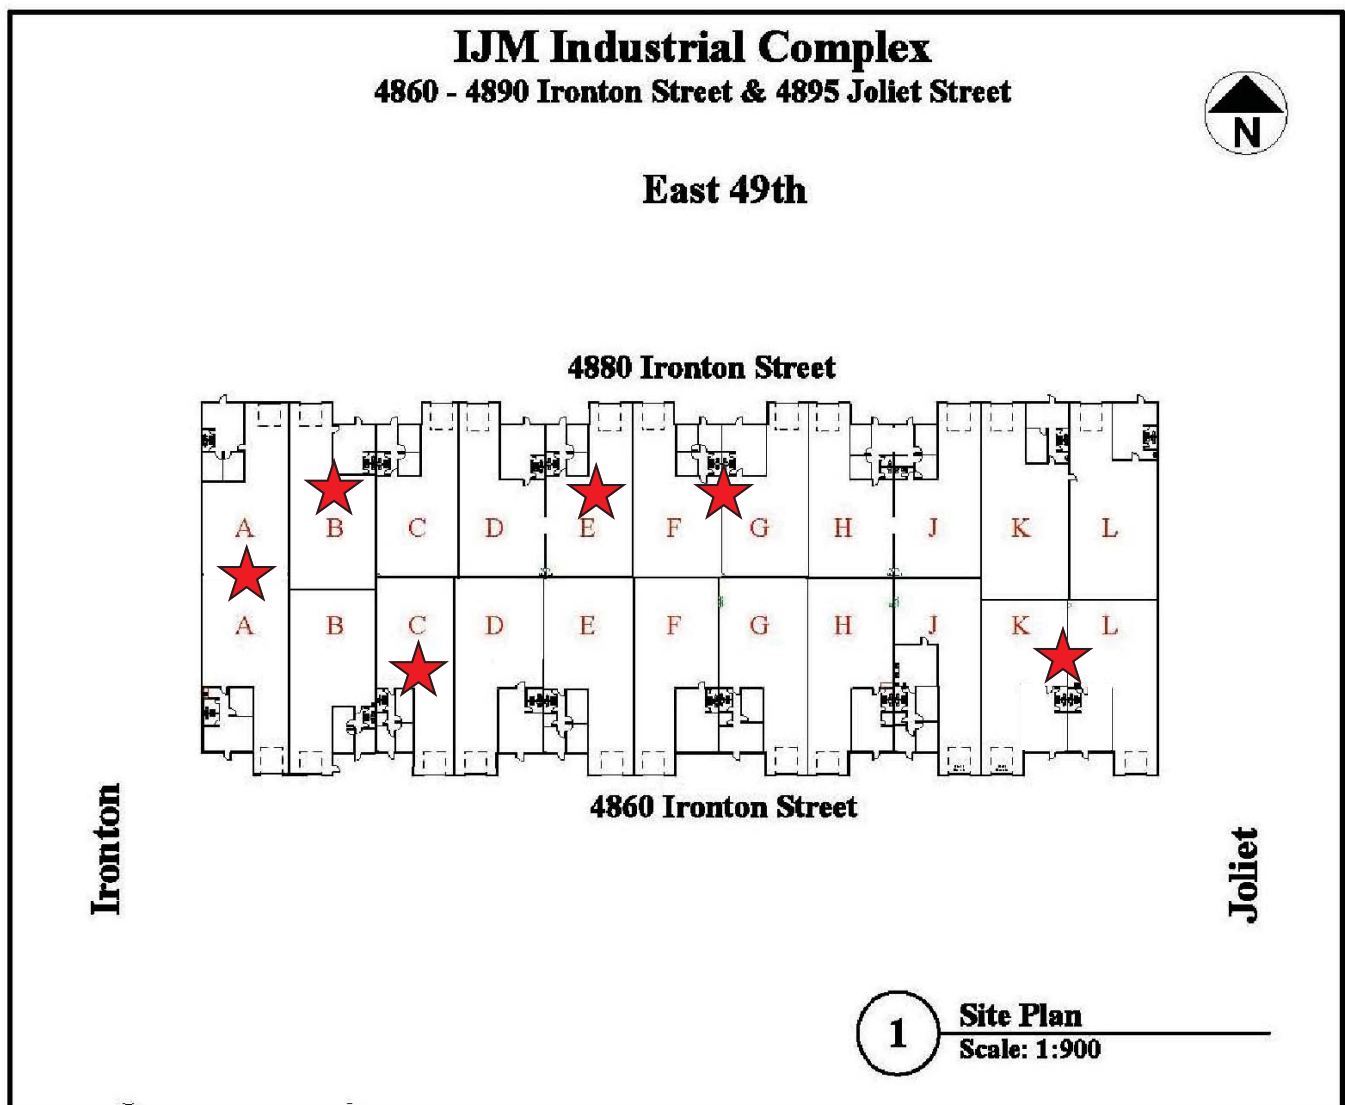 IJM Industrial Complex
4860 - 4890 Ironton Street & 4895 Joliet Street
N
East 49th
4880 Ironton Street
A B C D E F G H J K L
A B C D E F G H J K L
4860 Ironton Street
Ironton
Joliet
1
Site Plan
Scale: 1:900